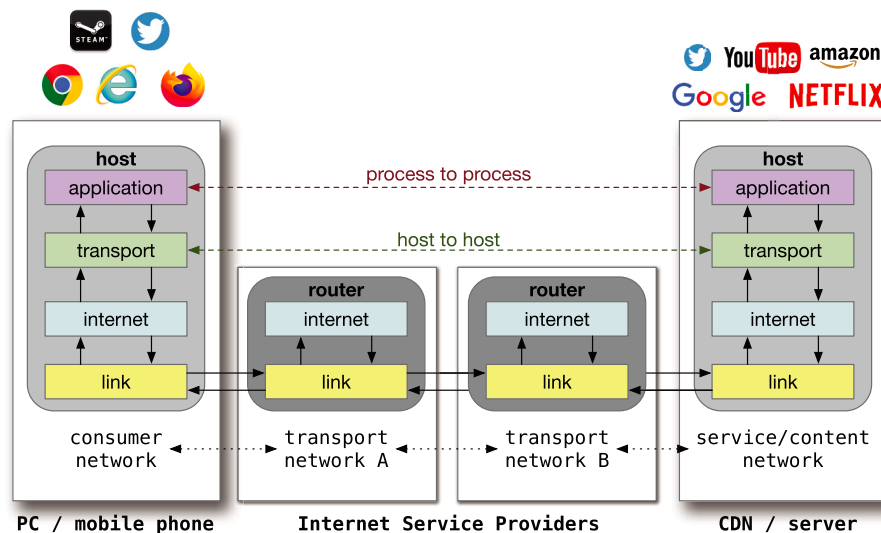 STEAM™
YouTube
amazon
Google
NETFLIX
host
application
transport
internet
link
process to process
host to host
router
internet
link
router
internet
link
host
application
transport
internet
link
consumer
network
transport
network A
transport
network B
service/content
network
PC / mobile phone
Internet Service Providers
CDN / server